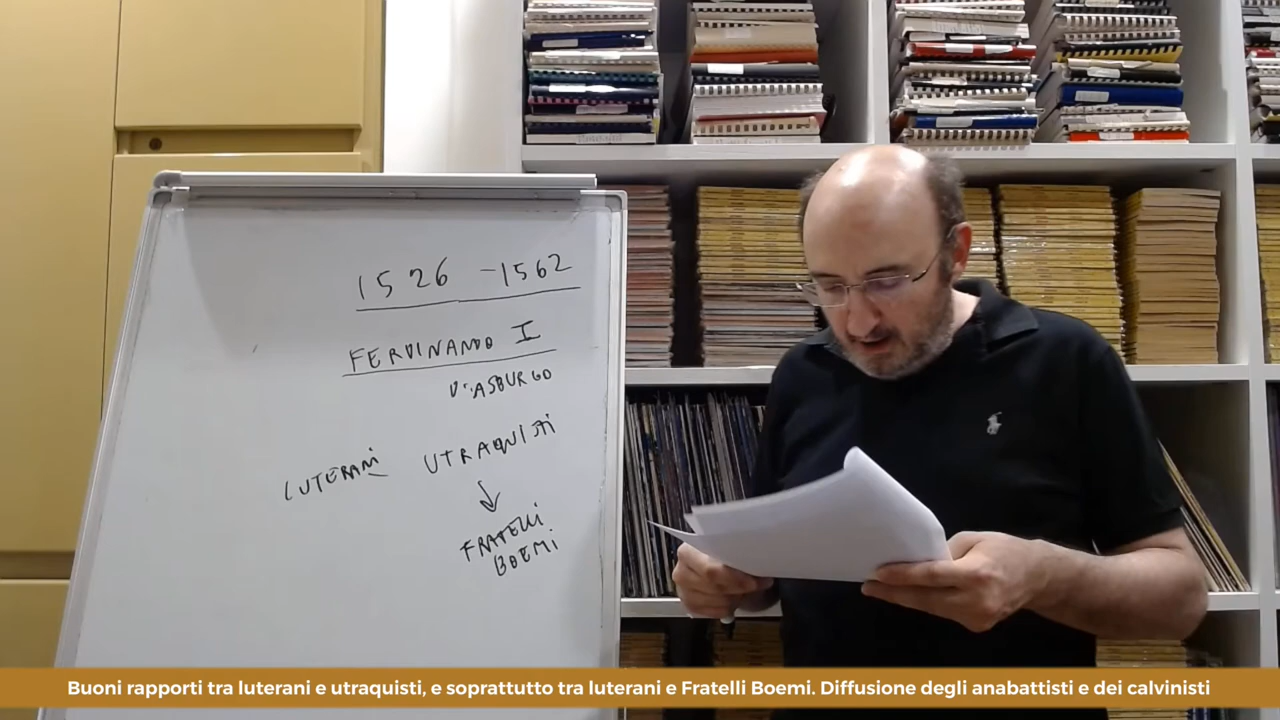 1526 - 1562
FERDINANDO I
D'ASBURGO
LUTERANI UTRAQUISTI
FRATELLI
BOEMI
Buoni rapporti tra luterani e utraquisti, e soprattutto tra luterani e Fratelli Boemi. Diffusione degli anabattisti e dei calvinisti